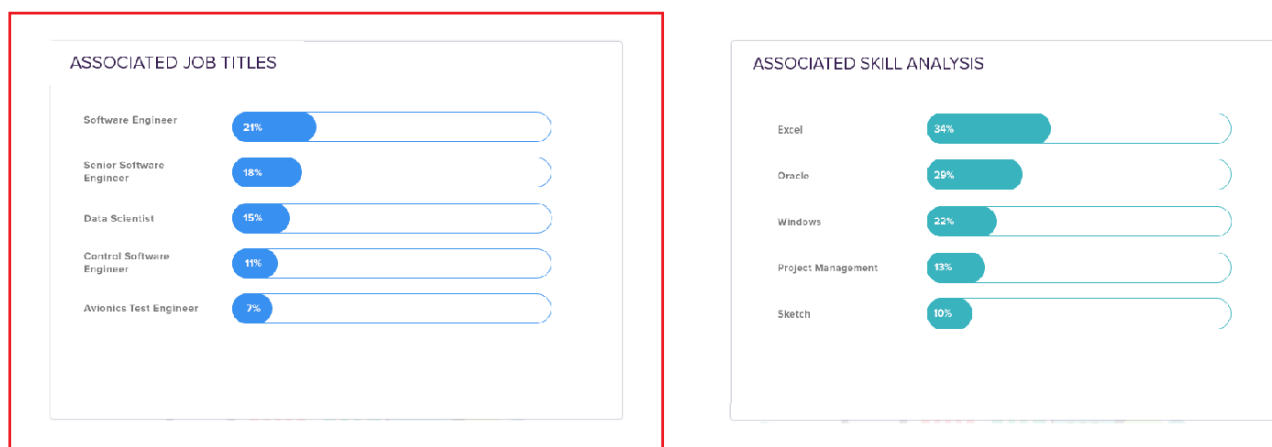 ASSOCIATED JOB TITLES
Software Engineer
21%
Senior Software
Engineer
18%
Data Scientist
15%
Control Software
Engineer
11%
Avionics Test Engineer
7%
ASSOCIATED SKILL ANALYSIS
Excel
34%
Oracle
29%
Windows
22%
Project Management
13%
Sketch
10%